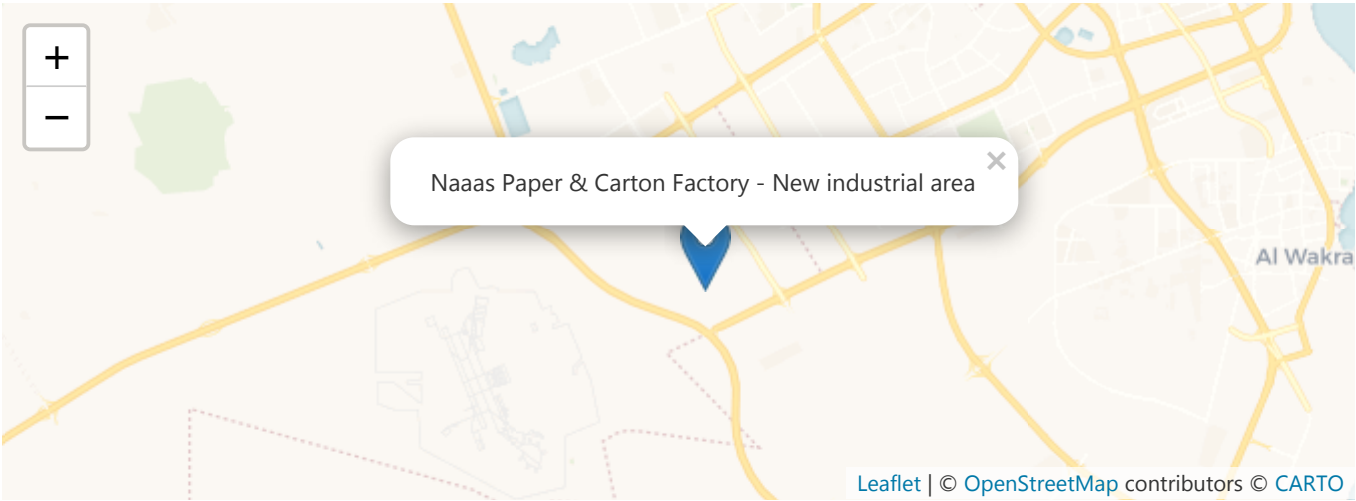 +
−
Naaas Paper & Carton Factory - New industrial area
×
Al Wakra
Leaflet | © OpenStreetMap contributors © CARTO